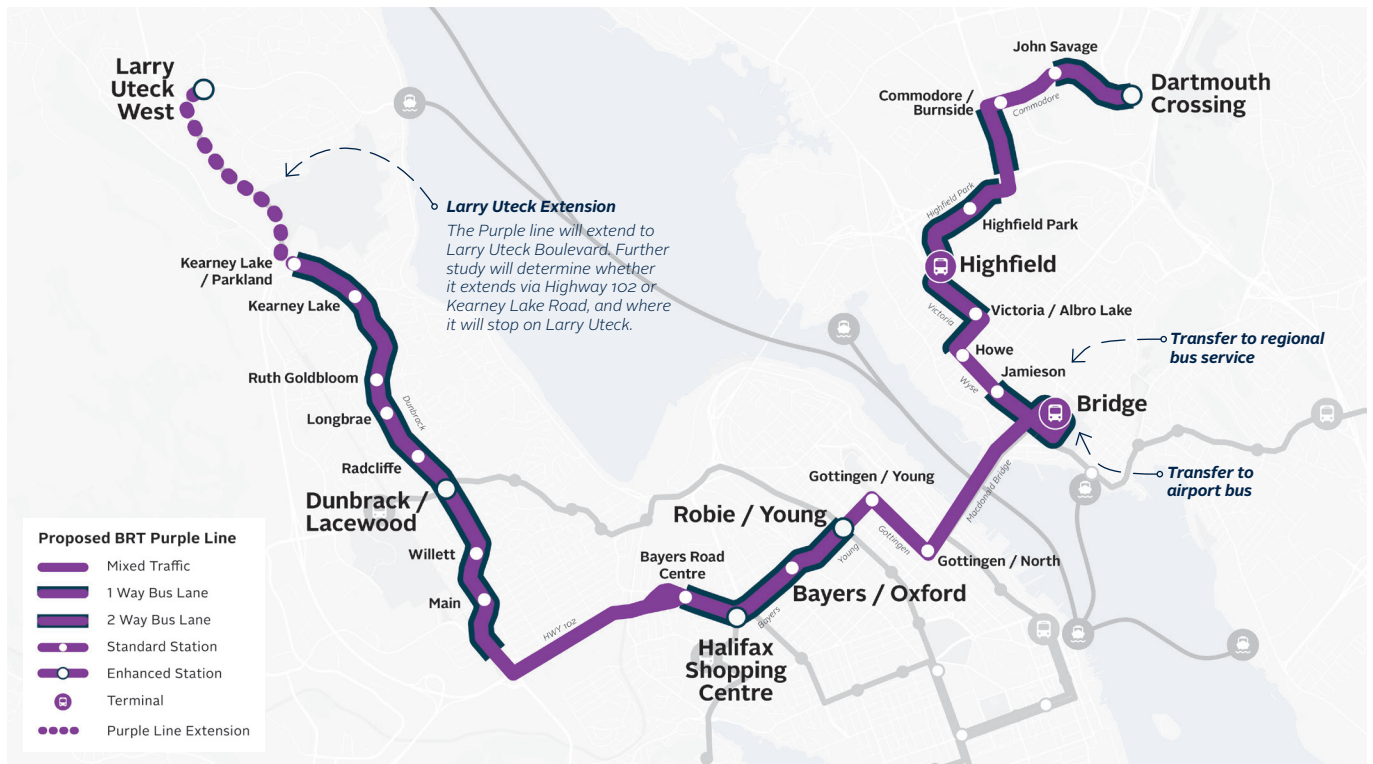 Larry
Uteck
West
Kearney Lake
/ Parkland
Kearney Lake
Ruth Goldbloom
Longbrae
Dunbrack
Radcliffe
Dunbrack /
Lacewood
Willett
Main
HWY 102
Larry Uteck Extension
The Purple line will extend to
Larry Uteck Boulevard. Further
study will determine whether
it extends via Highway 102 or
Kearney Lake Road, and where
it will stop on Larry Uteck.
Bayers Road
Centre
Halifax
Shopping
Centre
Bayers
Bayers / Oxford
Robie / Young
Young
Gottingen / Young
Gottingen
Gottingen / North
Macdonald Bridge
Bridge
Transfer to regional
bus service
Transfer to
airport bus
Jamieson
Wyse
Howe
Victoria / Albro Lake
Victoria
Highfield
Highfield Park
Highfield Park
Commodore /
Burnside
Commodore
John Savage
Dartmouth
Crossing
Proposed BRT Purple Line
Mixed Traffic
1 Way Bus Lane
2 Way Bus Lane
Standard Station
Enhanced Station
Terminal
Purple Line Extension